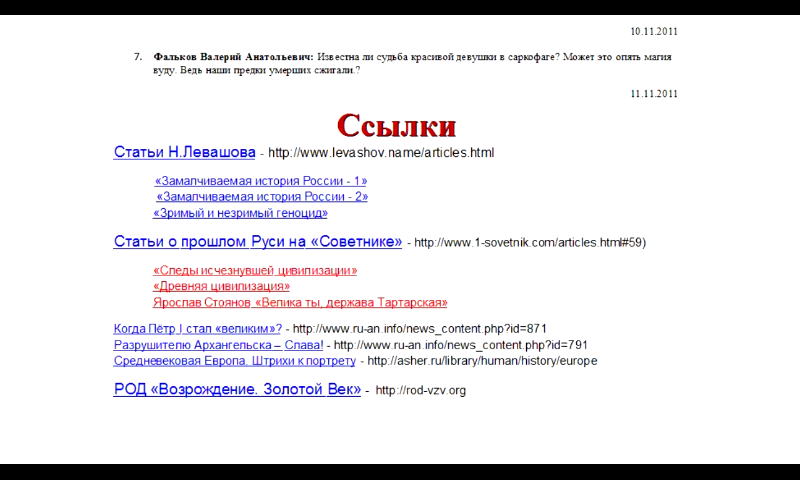 10.11.2011
7. Фальков Валерий Анатольевич: Известна ли судьба красивой девушки в саркофаге? Может это опять магия
вуду. Ведь наши предки умерших сжигали.?
11.11.2011
Ссылки
Статьи Н.Левашова - http://www.levashov.name/articles.html
«Замалчиваемая история России - 1»
«Замалчиваемая история России - 2»
«Зримый и незримый геноцид»
Статьи о прошлом Руси на «Советнике» - http://www.1-sovetnik.com/articles.html#59)
«Следы исчезнувшей цивилизации»
«Древняя цивилизация»
Ярослав Стоянов «Велика ты, держава Тартарская»
Когда Пётр I стал «великим»? - http://www.ru-an.info/news_content.php?id=871
Разрушителю Архангельска – Слава! - http://www.ru-an.info/news_content.php?id=791
Средневековая Европа. Штрихи к портрету - http://asher.ru/library/human/history/europe
РОД «Возрождение. Золотой Век» - http://rod-vzv.org